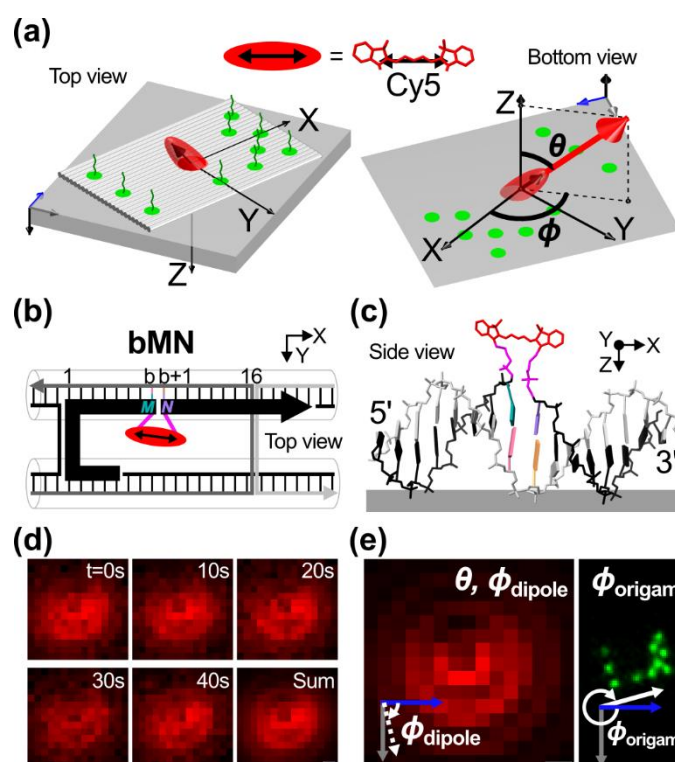 (a)
Top view
=
Cy5
Bottom view
X
Y
Z
Z
θ
ϕ
X
Y
(b)
bMN
X
Y
1
b
b+1
16
M
N
Top view
(c)
Side view
Y
X
Z
5'
3'
(d)
t=0s
10s
20s
30s
40s
Sum
(e)
θ, ϕdipole
ϕorigam
ϕdipole
ϕorigam